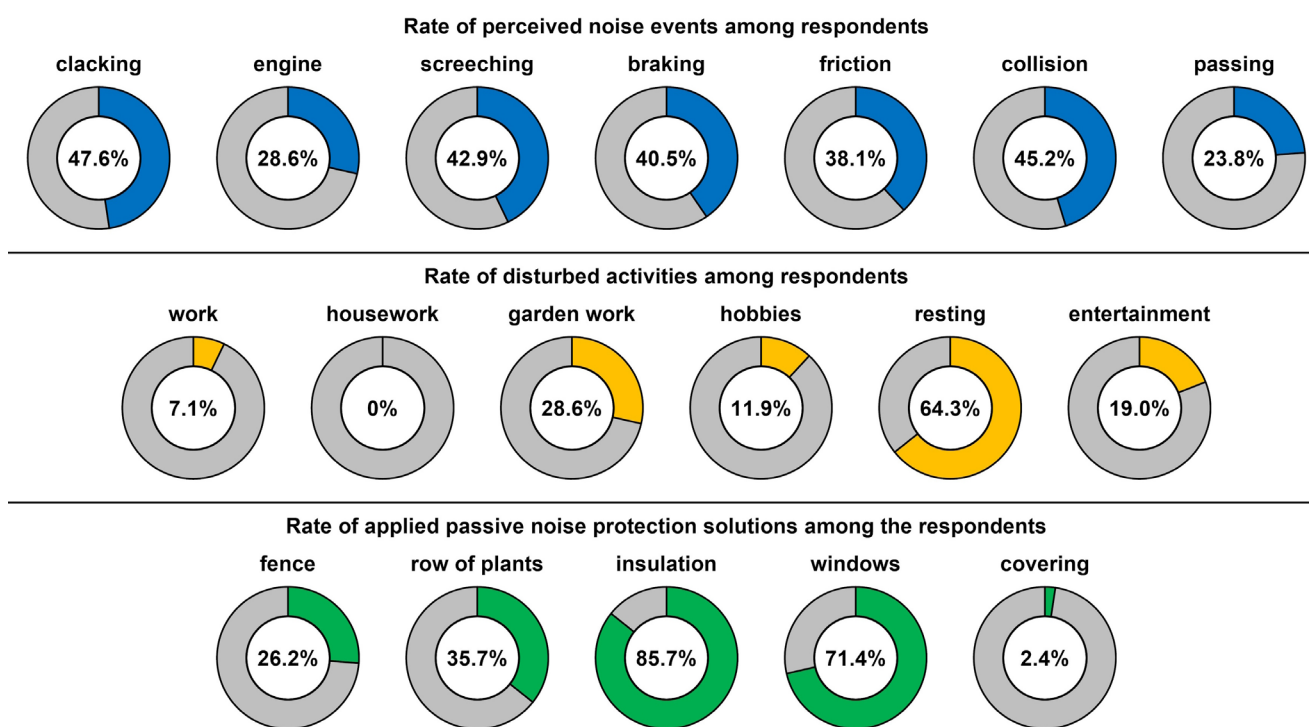 Rate of perceived noise events among respondents
clacking engine screeching braking friction collision passing
47.6% 28.6% 42.9% 40.5% 38.1% 45.2% 23.8%
Rate of disturbed activities among respondents
work housework garden work hobbies resting entertainment
7.1% 0% 28.6% 11.9% 64.3% 19.0%
Rate of applied passive noise protection solutions among the respondents
fence row of plants insulation windows covering
26.2% 35.7% 85.7% 71.4% 2.4%